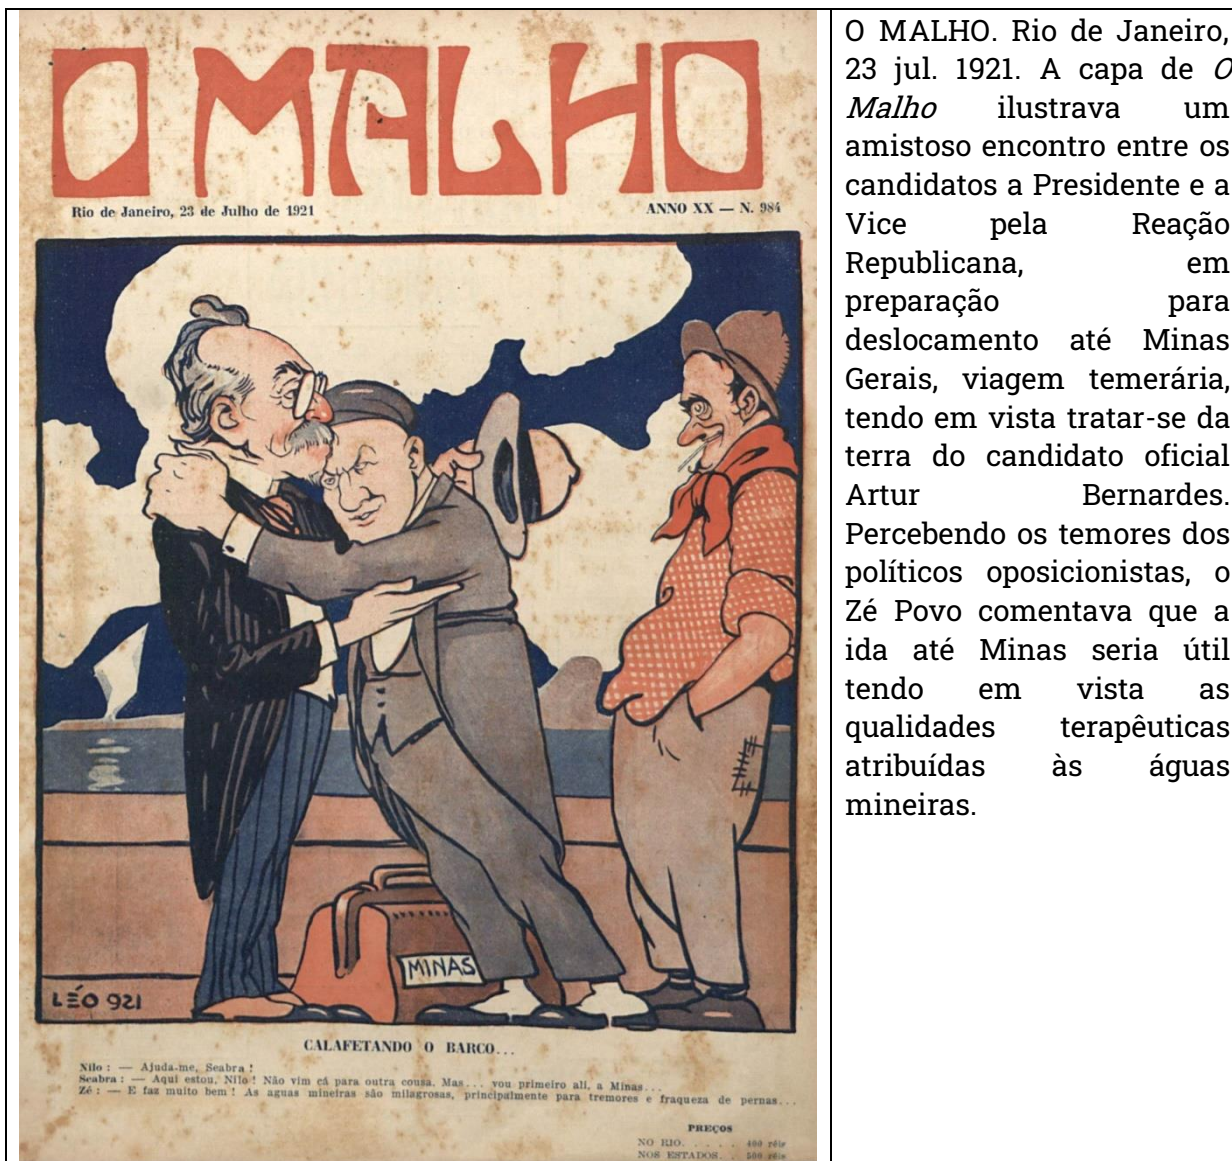 O MALHO
Rio de Janeiro, 23 de Julho de 1921
ANNO XX — N. 984
MINAS
LÉO 921
CALAFETANDO O BARCO...
Nilo : — Ajuda-me, Seabra !
Seabra : — Aqui estou, Nilo ! Não vim cá para outra cousa. Mas... vou primeiro ali, a Minas...
Zé : — E faz muito bem ! As aguas mineiras são milagrosas, principalmente para tremores e fraqueza de pernas...
PREÇOS
NO RIO. . . . . 400 réis
NOS ESTADOS. . 500 réis
O MALHO. Rio de Janeiro,
23 jul. 1921. A capa de O
Malho ilustrava um
amistoso encontro entre os
candidatos a Presidente e a
Vice pela Reação
Republicana, em
preparação para
deslocamento até Minas
Gerais, viagem temerária,
tendo em vista tratar-se da
terra do candidato oficial
Artur Bernardes.
Percebendo os temores dos
políticos oposicionistas, o
Zé Povo comentava que a
ida até Minas seria útil
tendo em vista as
qualidades terapêuticas
atribuídas às águas
mineiras.